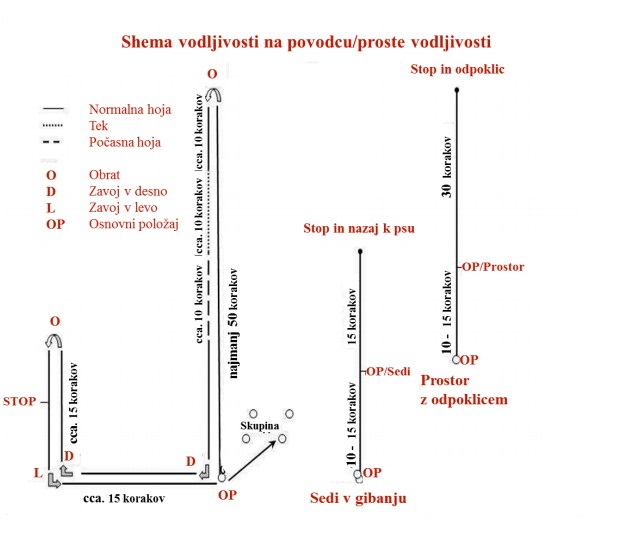 Shema vodljivosti na povodcu/proste vodljivosti
Normalna hoja
Tek
Počasna hoja
O Obrat
D Zavoj v desno
L Zavoj v levo
OP Osnovni položaj
O
cca. 10 korakov
cca. 10 korakov
cca. 10 korakov
najmanj 50 korakov
O
STOP
cca. 15 korakov
D
L
D
cca. 15 korakov
OP
Skupina
Stop in nazaj k psu
15 korakov
OP/Sedi
10 - 15 korakov
OP
Sedi v gibanju
Stop in odpoklic
30 korakov
OP/Prostor
10 - 15 korakov
OP
Prostor
z odpoklicem